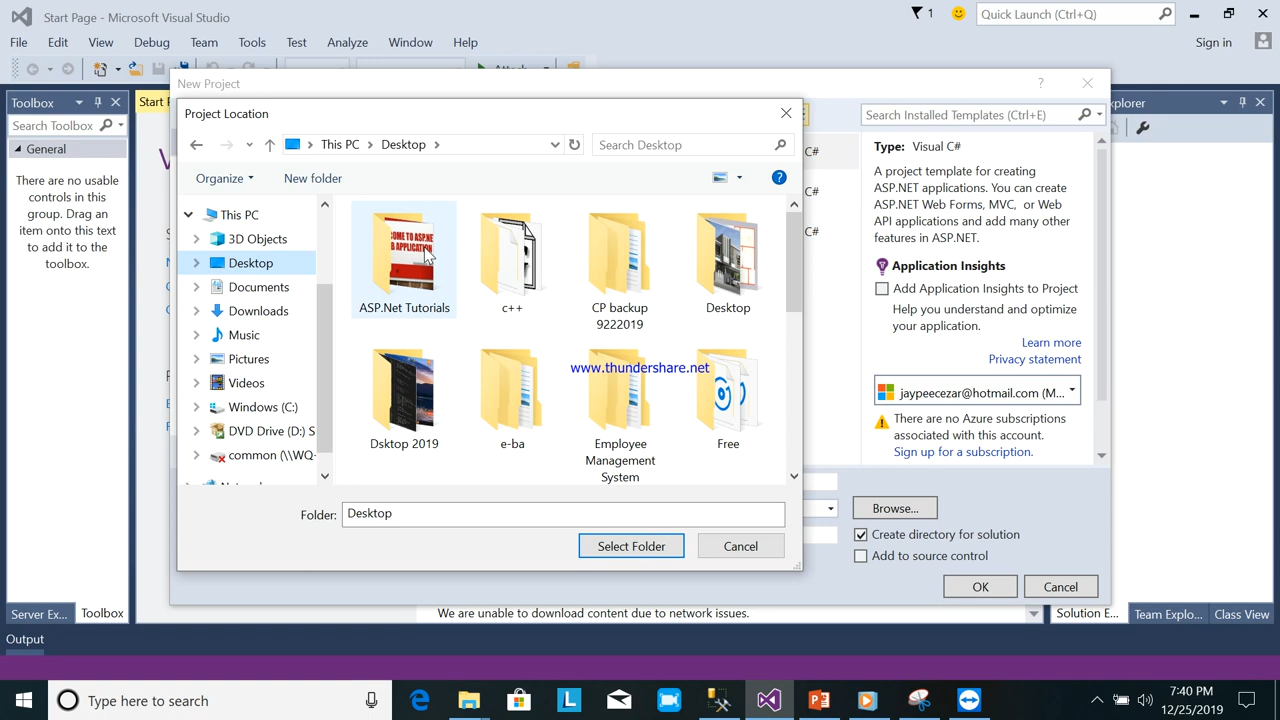 Start Page - Microsoft Visual Studio
1
Quick Launch (Ctrl+Q)
File Edit View Debug Team Tools Test Analyze Window Help
Sign in
Attach
Toolbox
Search Toolbox
General
There are no usable
controls in this
group. Drag an
item onto this text
to add it to the
toolbox.
Server Ex... Toolbox
Output
Start P
New Project
?
Search Installed Templates (Ctrl+E)
C#
C#
C#
Project Location
This PC Desktop
Search Desktop
Organize New folder
This PC
3D Objects
Desktop
Documents
Downloads
Music
Pictures
Videos
Windows (C:)
DVD Drive (D:) S
common (\\WQ-
ASP.Net Tutorials
c++
CP backup
9222019
Desktop
Dsktop 2019
e-ba
Employee
Management
System
Free
www.thundershare.net
Folder: Desktop
Select Folder Cancel
Type: Visual C#
A project template for creating
ASP.NET applications. You can create
ASP.NET Web Forms, MVC, or Web
API applications and add many other
features in ASP.NET.
Application Insights
Add Application Insights to Project
Help you understand and optimize
your application.
Learn more
Privacy statement
jaypeecezar@hotmail.com (M...
There are no Azure subscriptions
associated with this account.
Sign up for a subscription.
Browse...
Create directory for solution
Add to source control
OK Cancel
We are unable to download content due to network issues.
xplorer
Solution E... Team Explo... Class View
Type here to search
7:40 PM
12/25/2019